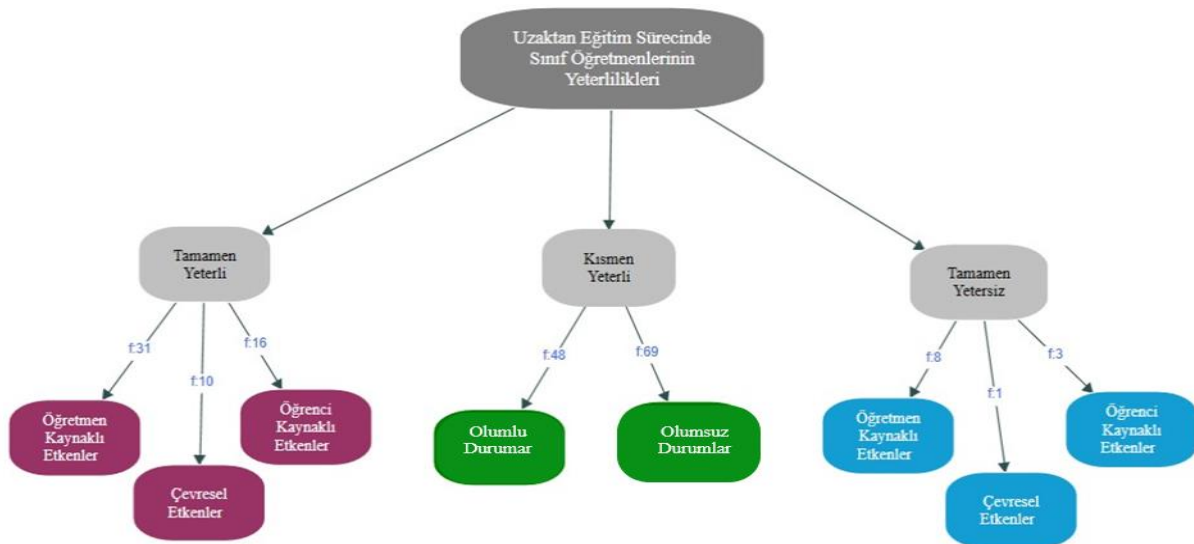 Uzaktan Eğitim Sürecinde
Sınıf Öğretmenlerinin
Yeterlilikleri
Tamamen
Yeterli
Kısmen
Yeterli
Tamamen
Yetersiz
f:31
f:10
f:16
f:48
f:69
f:8
f:1
f:3
Öğretmen
Kaynaklı
Etkenler
Çevresel
Etkenler
Öğrenci
Kaynaklı
Etkenler
Olumlu
Durumar
Olumsuz
Durumlar
Öğretmen
Kaynaklı
Etkenler
Çevresel
Etkenler
Öğrenci
Kaynaklı
Etkenler